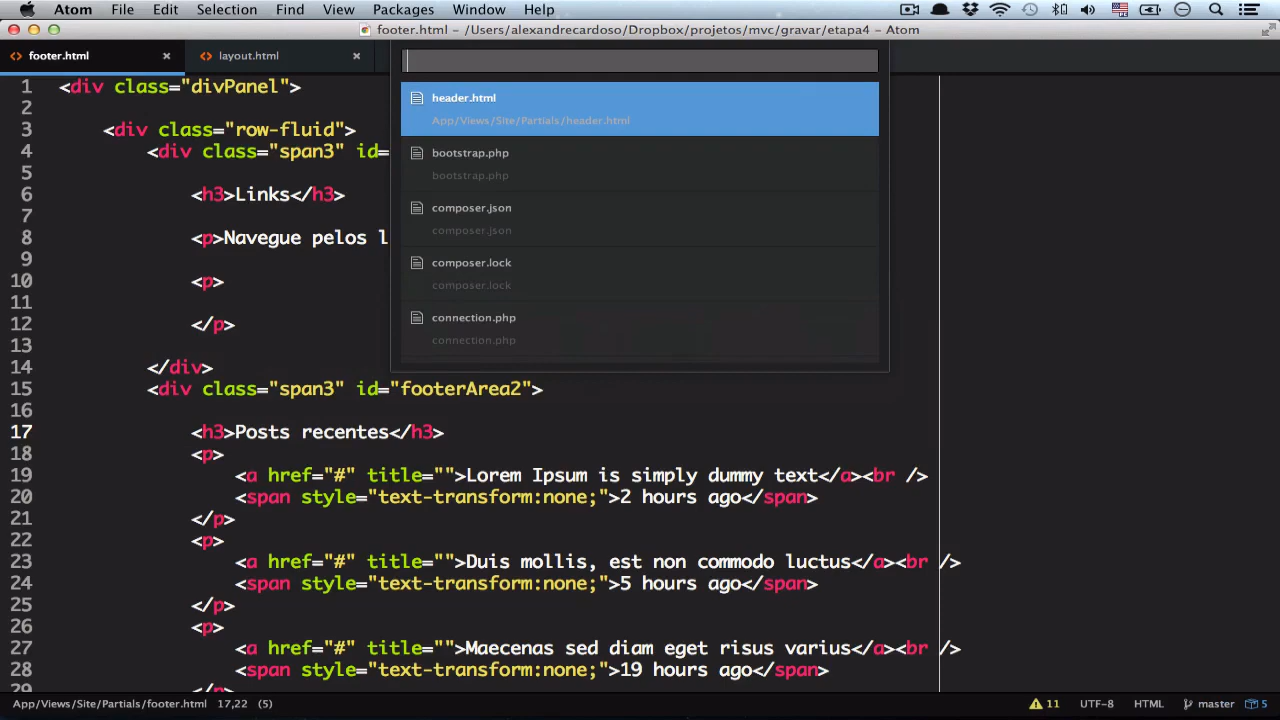 Atom File Edit Selection Find View Packages Window Help
footer.html – /Users/alexandrecardoso/Dropbox/projetos/mvc/gravar/etapa4 – Atom
footer.html
layout.html
header.html
App/Views/Site/Partials/header.html
bootstrap.php
bootstrap.php
composer.json
composer.json
composer.lock
composer.lock
connection.php
connection.php
1 <div class="divPanel">
2
3 <div class="row-fluid">
4 <div class="span3" id=
5
6 <h3>Links</h3>
7
8 <p>Navegue pelos l
9
10 <p>
11
12 </p>
13
14 </div>
15 <div class="span3" id="footerArea2">
16
17 <h3>Posts recentes</h3>
18 <p>
19 <a href="#" title="">Lorem Ipsum is simply dummy text</a><br />
20 <span style="text-transform:none;">2 hours ago</span>
21 </p>
22 <p>
23 <a href="#" title="">Duis mollis, est non commodo luctus</a><br />
24 <span style="text-transform:none;">5 hours ago</span>
25 </p>
26 <p>
27 <a href="#" title="">Maecenas sed diam eget risus varius</a><br />
28 <span style="text-transform:none;">19 hours ago</span>
29 </p>
App/Views/Site/Partials/footer.html 17,22 (5)
11 UTF-8 HTML master 5